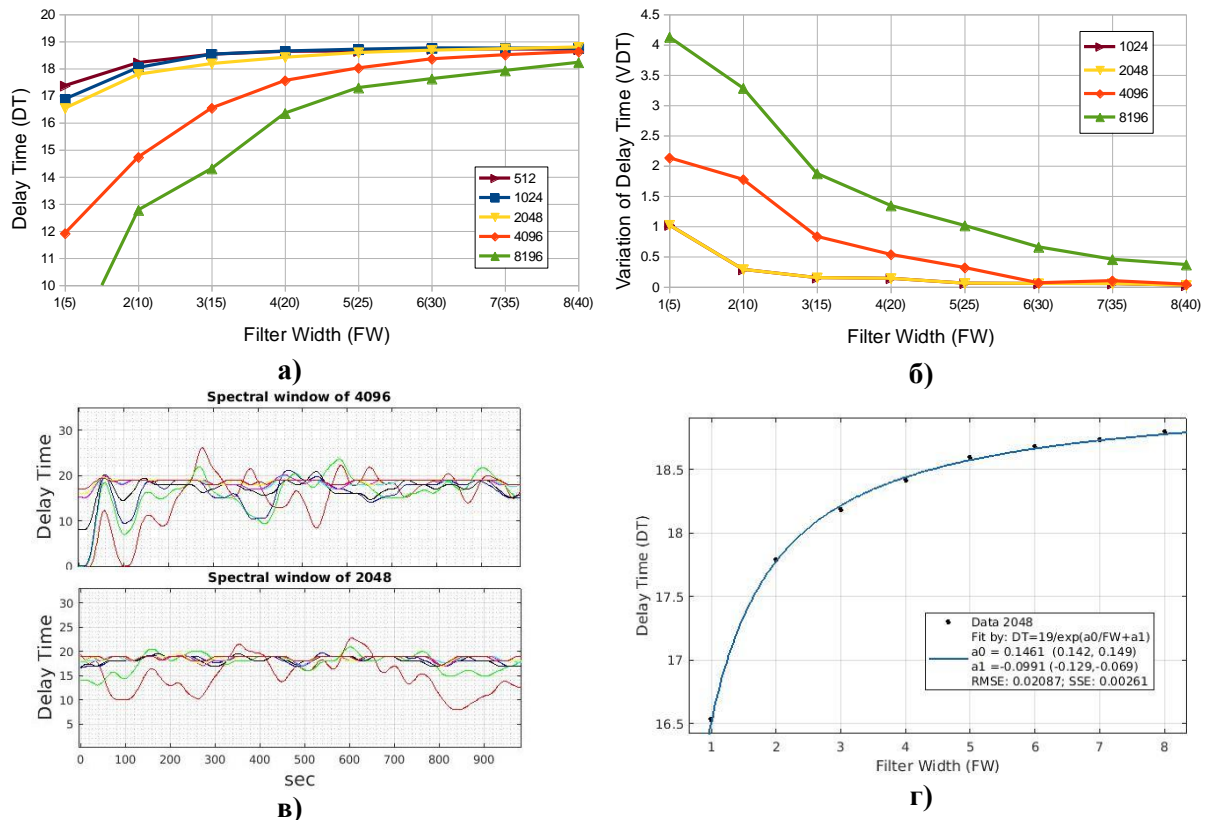 20
19
18
17
16
15
14
13
12
11
10
Delay Time (DT)
512
1024
2048
4096
8196
1(5) 2(10) 3(15) 4(20) 5(25) 6(30) 7(35) 8(40)
Filter Width (FW)
а)
4.5
4
3.5
3
2.5
2
1.5
1
0.5
0
Variation of Delay Time (VDT)
1024
2048
4096
8196
1(5) 2(10) 3(15) 4(20) 5(25) 6(30) 7(35) 8(40)
Filter Width (FW)
б)
Spectral window of 4096
30
20
10
0
Delay Time
Spectral window of 2048
30
25
20
15
10
5
Delay Time
0 100 200 300 400 500 600 700 800 900
sec
в)
18.5
18
17.5
17
16.5
Delay Time (DT)
Data 2048
Fit by: DT=19/exp(a0/FW+a1)
a0 = 0.1461 (0.142, 0.149)
a1 =-0.0991 (-0.129,-0.069)
RMSE: 0.02087; SSE: 0.00261
1 2 3 4 5 6 7 8
Filter Width (FW)
г)